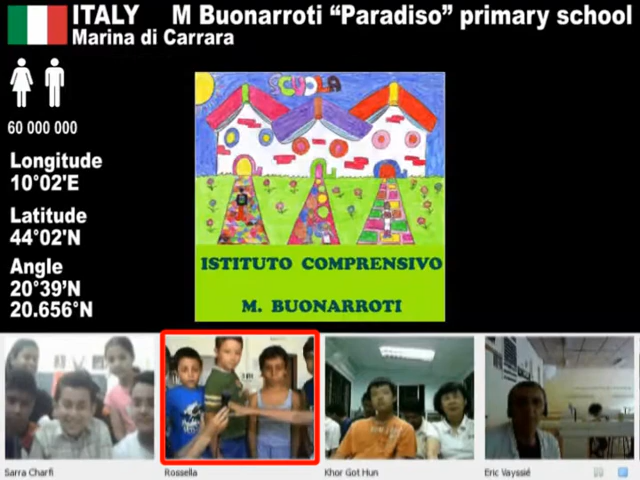 ITALY M Buonarroti “Paradiso” primary school
Marina di Carrara
60 000 000
Longitude
10°02'E
Latitude
44°02'N
Angle
20°39’N
20.656°N
SCUOLA
ISTITUTO COMPRENSIVO
M. BUONARROTI
Sarra Charfi
Rossella
Khor Got Hun
Eric Vayssié